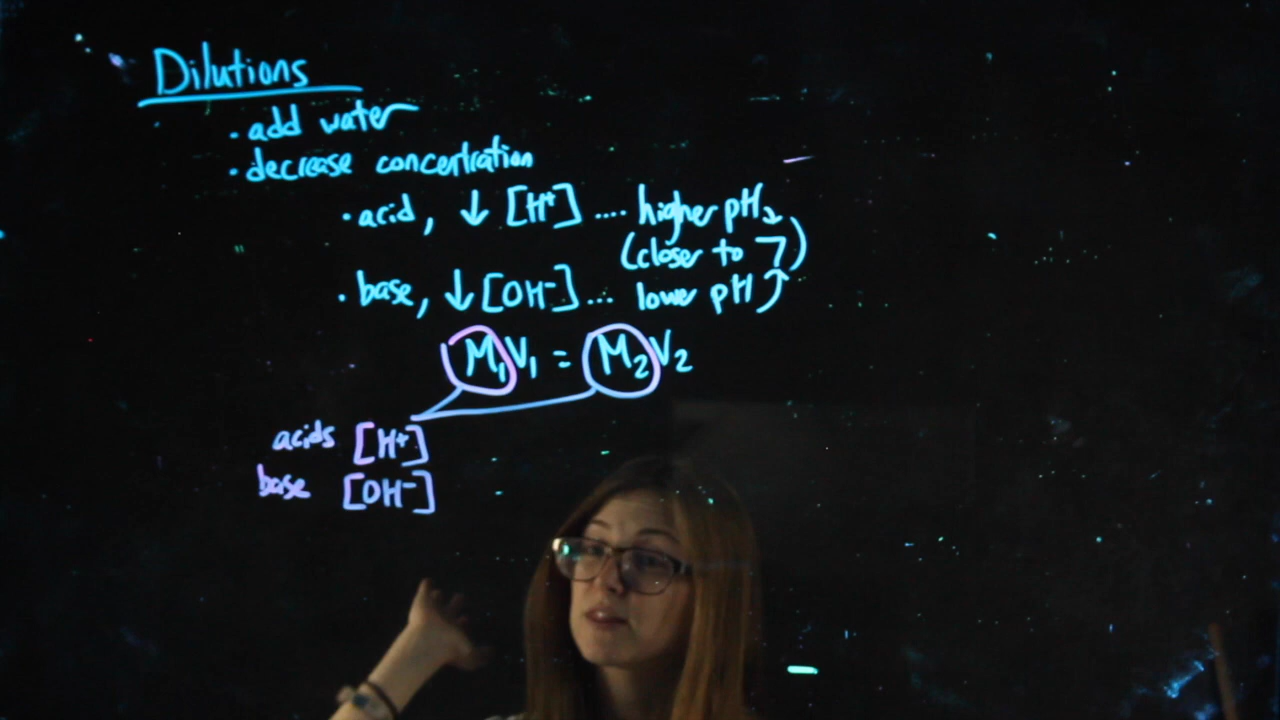 Dilutions
· add water
· decrease concentration
· acid, ↓ [H⁺] .... higher pH
(closer to 7)
· base, ↓ [OH⁻] ... lower pH
M₁V₁ = M₂V₂
acids [H⁺]
base [OH⁻]